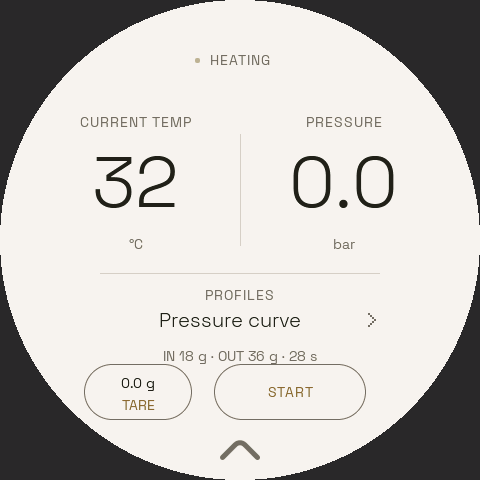 HEATING
CURRENT TEMP
32
°C
PRESSURE
0.0
bar
PROFILES
Pressure curve
IN 18 g · OUT 36 g · 28 s
0.0 g
TARE
START